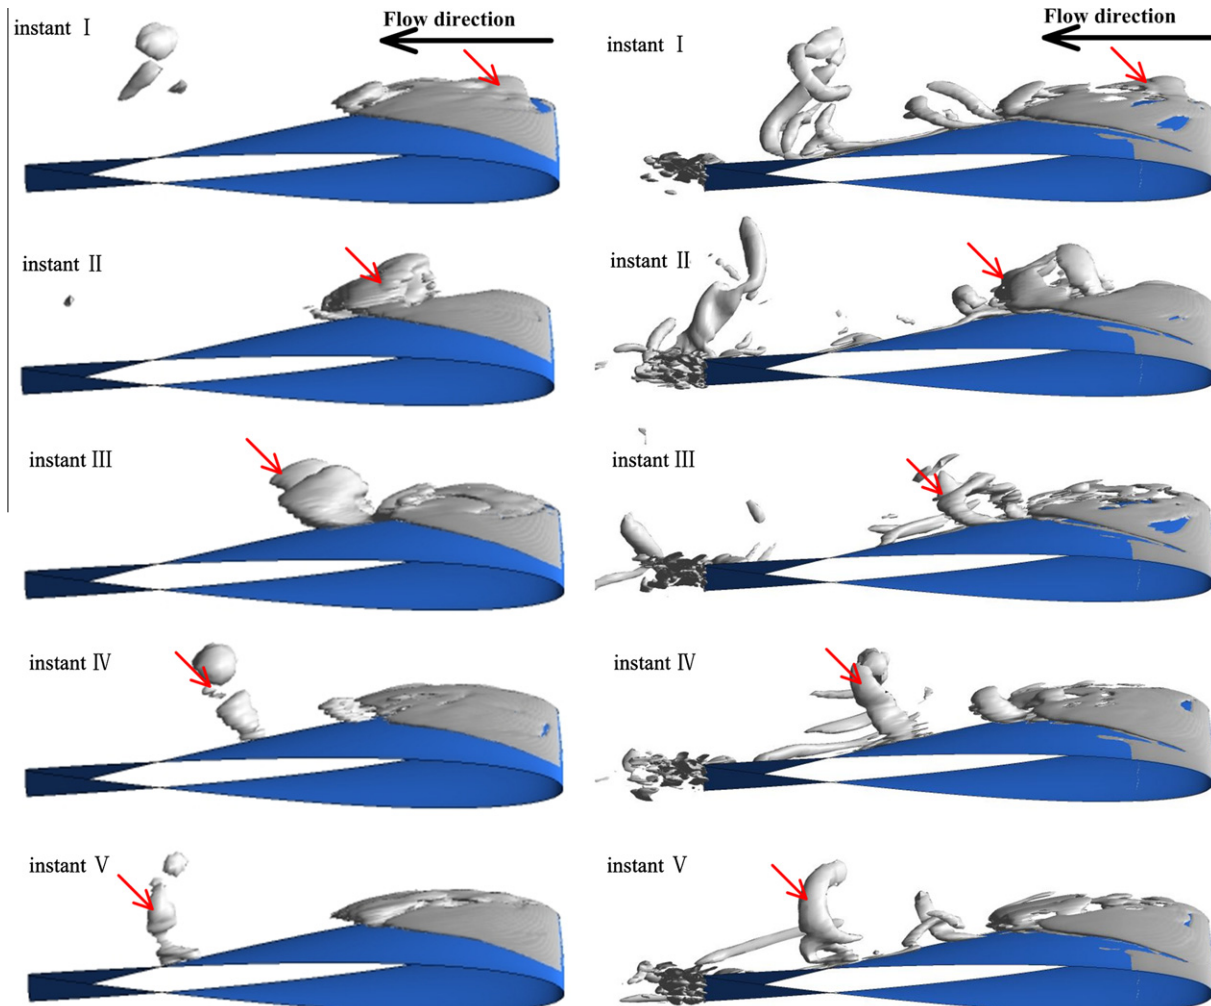 Flow direction
Flow direction
instant Ⅰ
instant Ⅰ
instant Ⅱ
instant Ⅱ
instant Ⅲ
instant Ⅲ
instant Ⅳ
instant Ⅳ
instant Ⅴ
instant Ⅴ